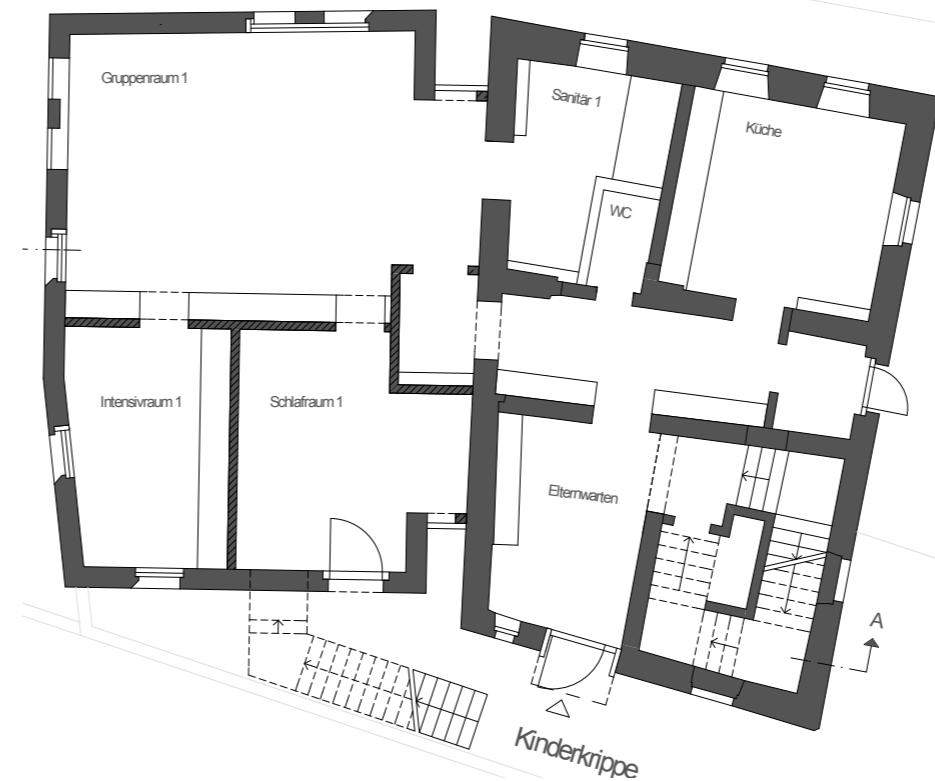 Gruppenraum 1
Sanitär 1
Küche
WC
Intensivraum 1
Schlafraum 1
Elternwarten
A
Kinderkrippe